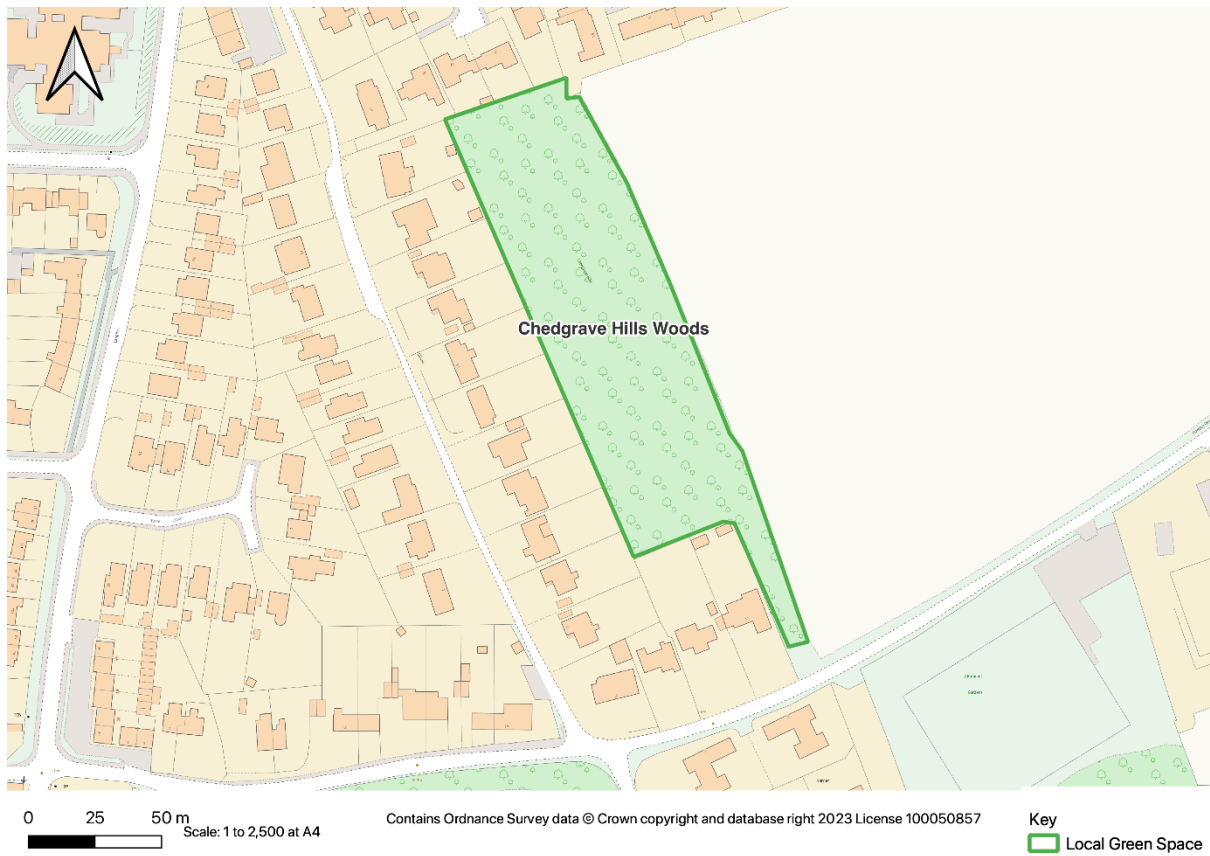 Chedgrave Hills Woods
0 25 50 m
Scale: 1 to 2,500 at A4
Contains Ordnance Survey data © Crown copyright and database right 2023 License 100050857
Key
Local Green Space